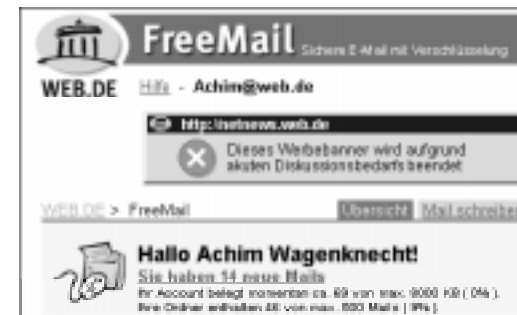 FreeMail Sichere E-Mail mit Verschlüsselung
WEB.DE Hilfe - Achim@web.de
http://netnews.web.de
Dieses Werbebanner wird aufgrund
akuten Diskussionsbedarfs beendet
WEB.DE > FreeMail Übersicht Mail schreiben
Hallo Achim Wagenknecht!
Sie haben 14 neue Mails
Ihr Account belegt momentan ca. 69 von max. 8000 KB ( 0% ).
Ihre Ordner enthalten 46 von max. 500 Mails ( 9% ).